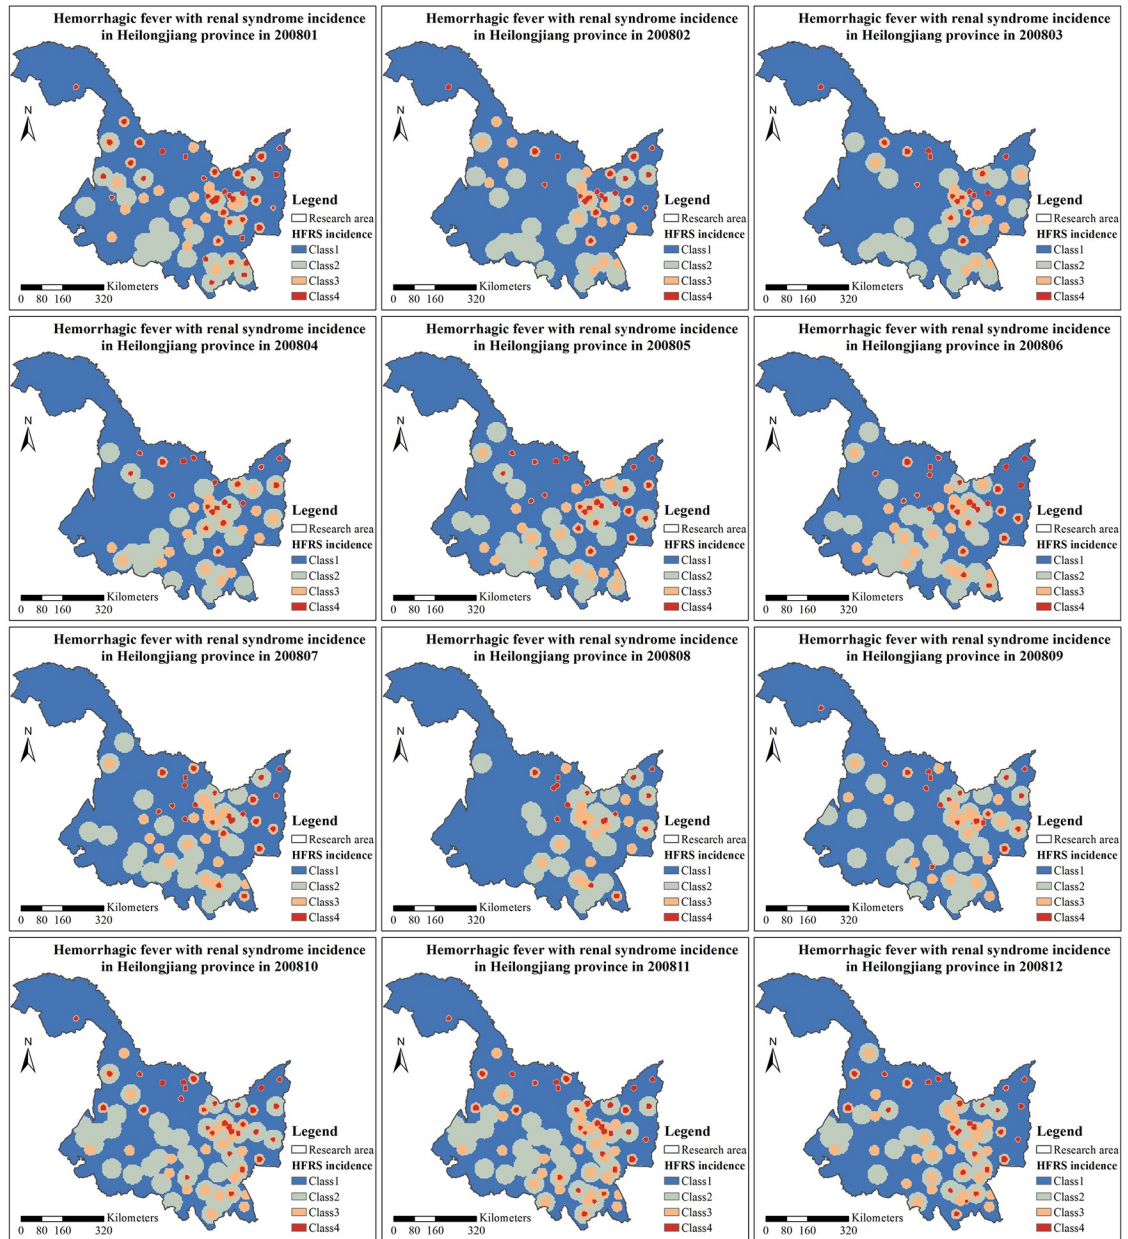 Hemorrhagic fever with renal syndrome incidence
in Heilongjiang province in 200801
N
Legend
Research area
HFRS incidence
Class1
Class2
Class3
Class4
Kilometers
0 80 160 320
Hemorrhagic fever with renal syndrome incidence
in Heilongjiang province in 200802
N
Legend
Research area
HFRS incidence
Class1
Class2
Class3
Class4
Kilometers
0 80 160 320
Hemorrhagic fever with renal syndrome incidence
in Heilongjiang province in 200803
N
Legend
Research area
HFRS incidence
Class1
Class2
Class3
Class4
Kilometers
0 80 160 320
Hemorrhagic fever with renal syndrome incidence
in Heilongjiang province in 200804
N
Legend
Research area
HFRS incidence
Class1
Class2
Class3
Class4
Kilometers
0 80 160 320
Hemorrhagic fever with renal syndrome incidence
in Heilongjiang province in 200805
N
Legend
Research area
HFRS incidence
Class1
Class2
Class3
Class4
Kilometers
0 80 160 320
Hemorrhagic fever with renal syndrome incidence
in Heilongjiang province in 200806
N
Legend
Research area
HFRS incidence
Class1
Class2
Class3
Class4
Kilometers
0 80 160 320
Hemorrhagic fever with renal syndrome incidence
in Heilongjiang province in 200807
N
Legend
Research area
HFRS incidence
Class1
Class2
Class3
Class4
Kilometers
0 80 160 320
Hemorrhagic fever with renal syndrome incidence
in Heilongjiang province in 200808
N
Legend
Research area
HFRS incidence
Class1
Class2
Class3
Class4
Kilometers
0 80 160 320
Hemorrhagic fever with renal syndrome incidence
in Heilongjiang province in 200809
N
Legend
Research area
HFRS incidence
Class1
Class2
Class3
Class4
Kilometers
0 80 160 320
Hemorrhagic fever with renal syndrome incidence
in Heilongjiang province in 200810
N
Legend
Research area
HFRS incidence
Class1
Class2
Class3
Class4
Kilometers
0 80 160 320
Hemorrhagic fever with renal syndrome incidence
in Heilongjiang province in 200811
N
Legend
Research area
HFRS incidence
Class1
Class2
Class3
Class4
Kilometers
0 80 160 320
Hemorrhagic fever with renal syndrome incidence
in Heilongjiang province in 200812
N
Legend
Research area
HFRS incidence
Class1
Class2
Class3
Class4
Kilometers
0 80 160 320